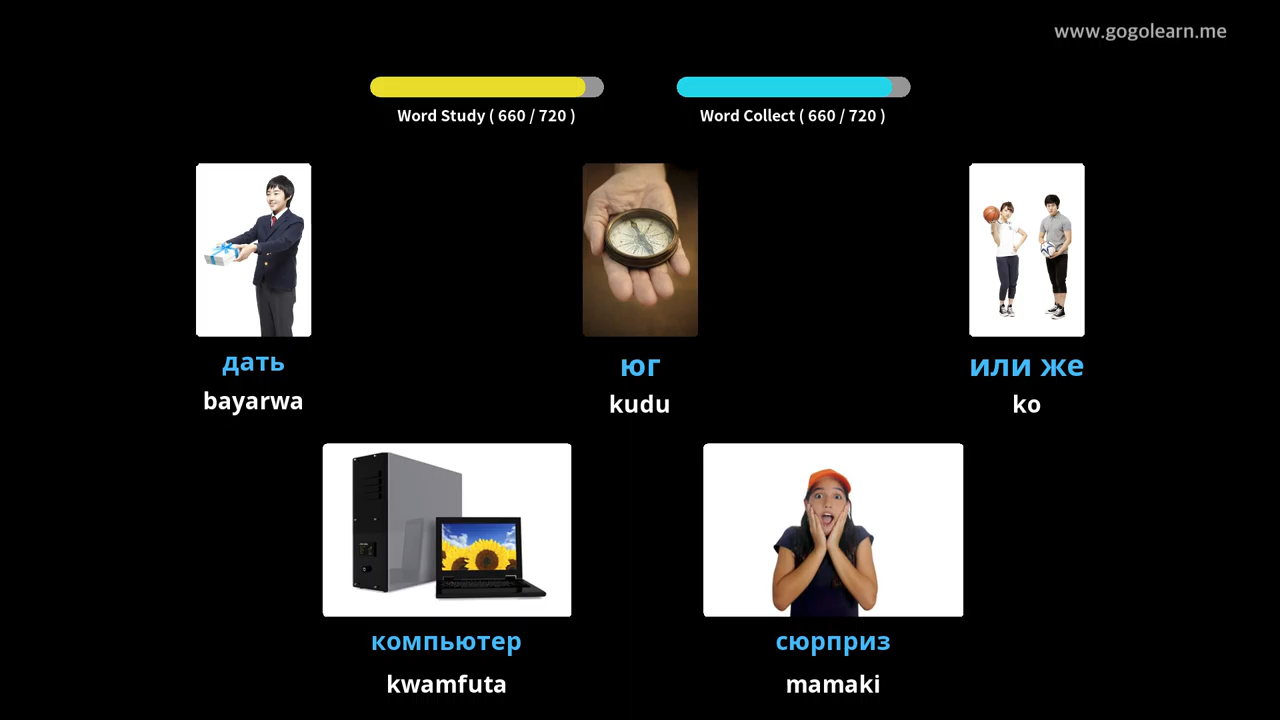 www.gogolearn.me
Word Study ( 660 / 720 )
Word Collect ( 660 / 720 )
дать
bayarwa
юг
kudu
или же
ko
компьютер
kwamfuta
сюрприз
mamaki